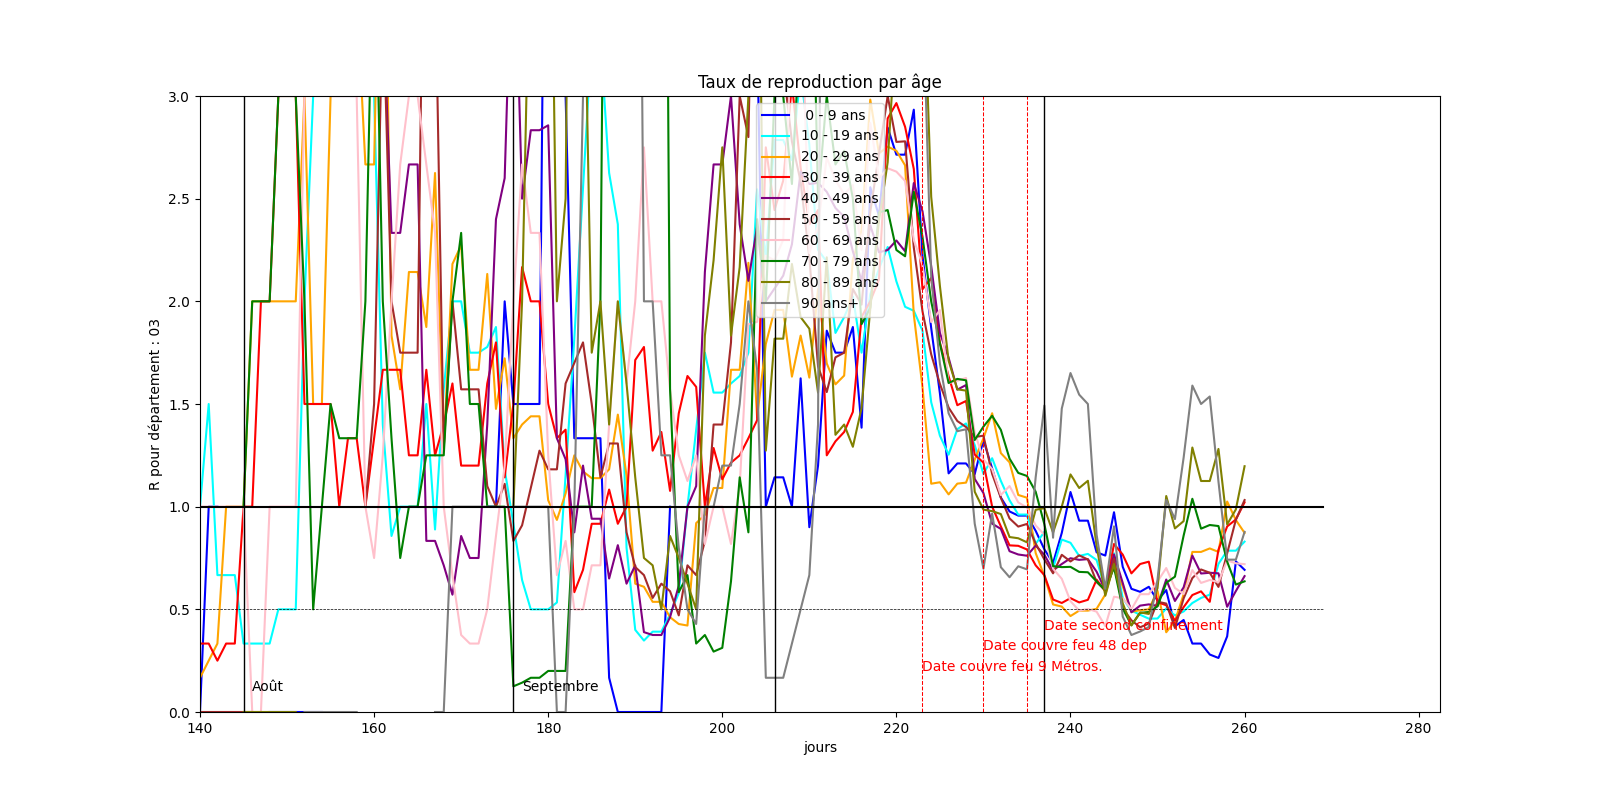 Taux de reproduction par âge
R pour département : 03
3.0
2.5
2.0
1.5
1.0
0.5
0.0
0 - 9 ans
10 - 19 ans
20 - 29 ans
30 - 39 ans
40 - 49 ans
50 - 59 ans
60 - 69 ans
70 - 79 ans
80 - 89 ans
90 ans+
Date second confinement
Date couvre feu 48 dep
Date couvre feu 9 Métros.
Août
Septembre
140
160
180
200
220
240
260
280
jours